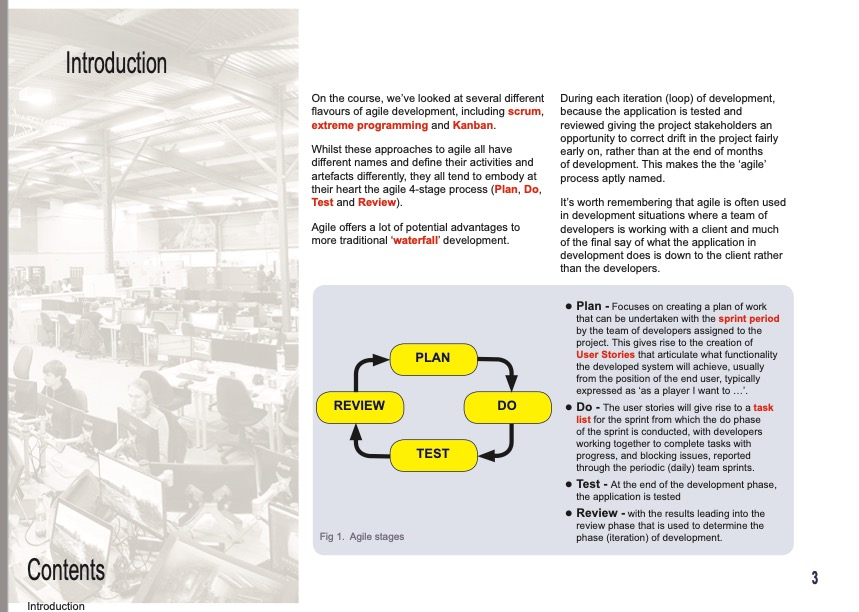 Introduction
On the course, we've looked at several different
flavours of agile development, including scrum,
extreme programming and Kanban.
Whilst these approaches to agile all have
different names and define their activities and
artefacts differently, they all tend to embody at
their heart the agile 4-stage process (Plan, Do,
Test and Review).
Agile offers a lot of potential advantages to
more traditional 'waterfall' development.
During each iteration (loop) of development,
because the application is tested and
reviewed giving the project stakeholders an
opportunity to correct drift in the project fairly
early on, rather than at the end of months
of development. This makes the the 'agile'
process aptly named.
It's worth remembering that agile is often used
in development situations where a team of
developers is working with a client and much
of the final say of what the application in
development does is down to the client rather
than the developers.
PLAN
REVIEW
DO
TEST
Fig 1. Agile stages
● Plan - Focuses on creating a plan of work
that can be undertaken with the sprint period
by the team of developers assigned to the
project. This gives rise to the creation of
User Stories that articulate what functionality
the developed system will achieve, usually
from the position of the end user, typically
expressed as 'as a player I want to …'.
● Do - The user stories will give rise to a task
list for the sprint from which the do phase
of the sprint is conducted, with developers
working together to complete tasks with
progress, and blocking issues, reported
through the periodic (daily) team sprints.
● Test - At the end of the development phase,
the application is tested
● Review - with the results leading into the
review phase that is used to determine the
phase (iteration) of development.
Contents
Introduction
3